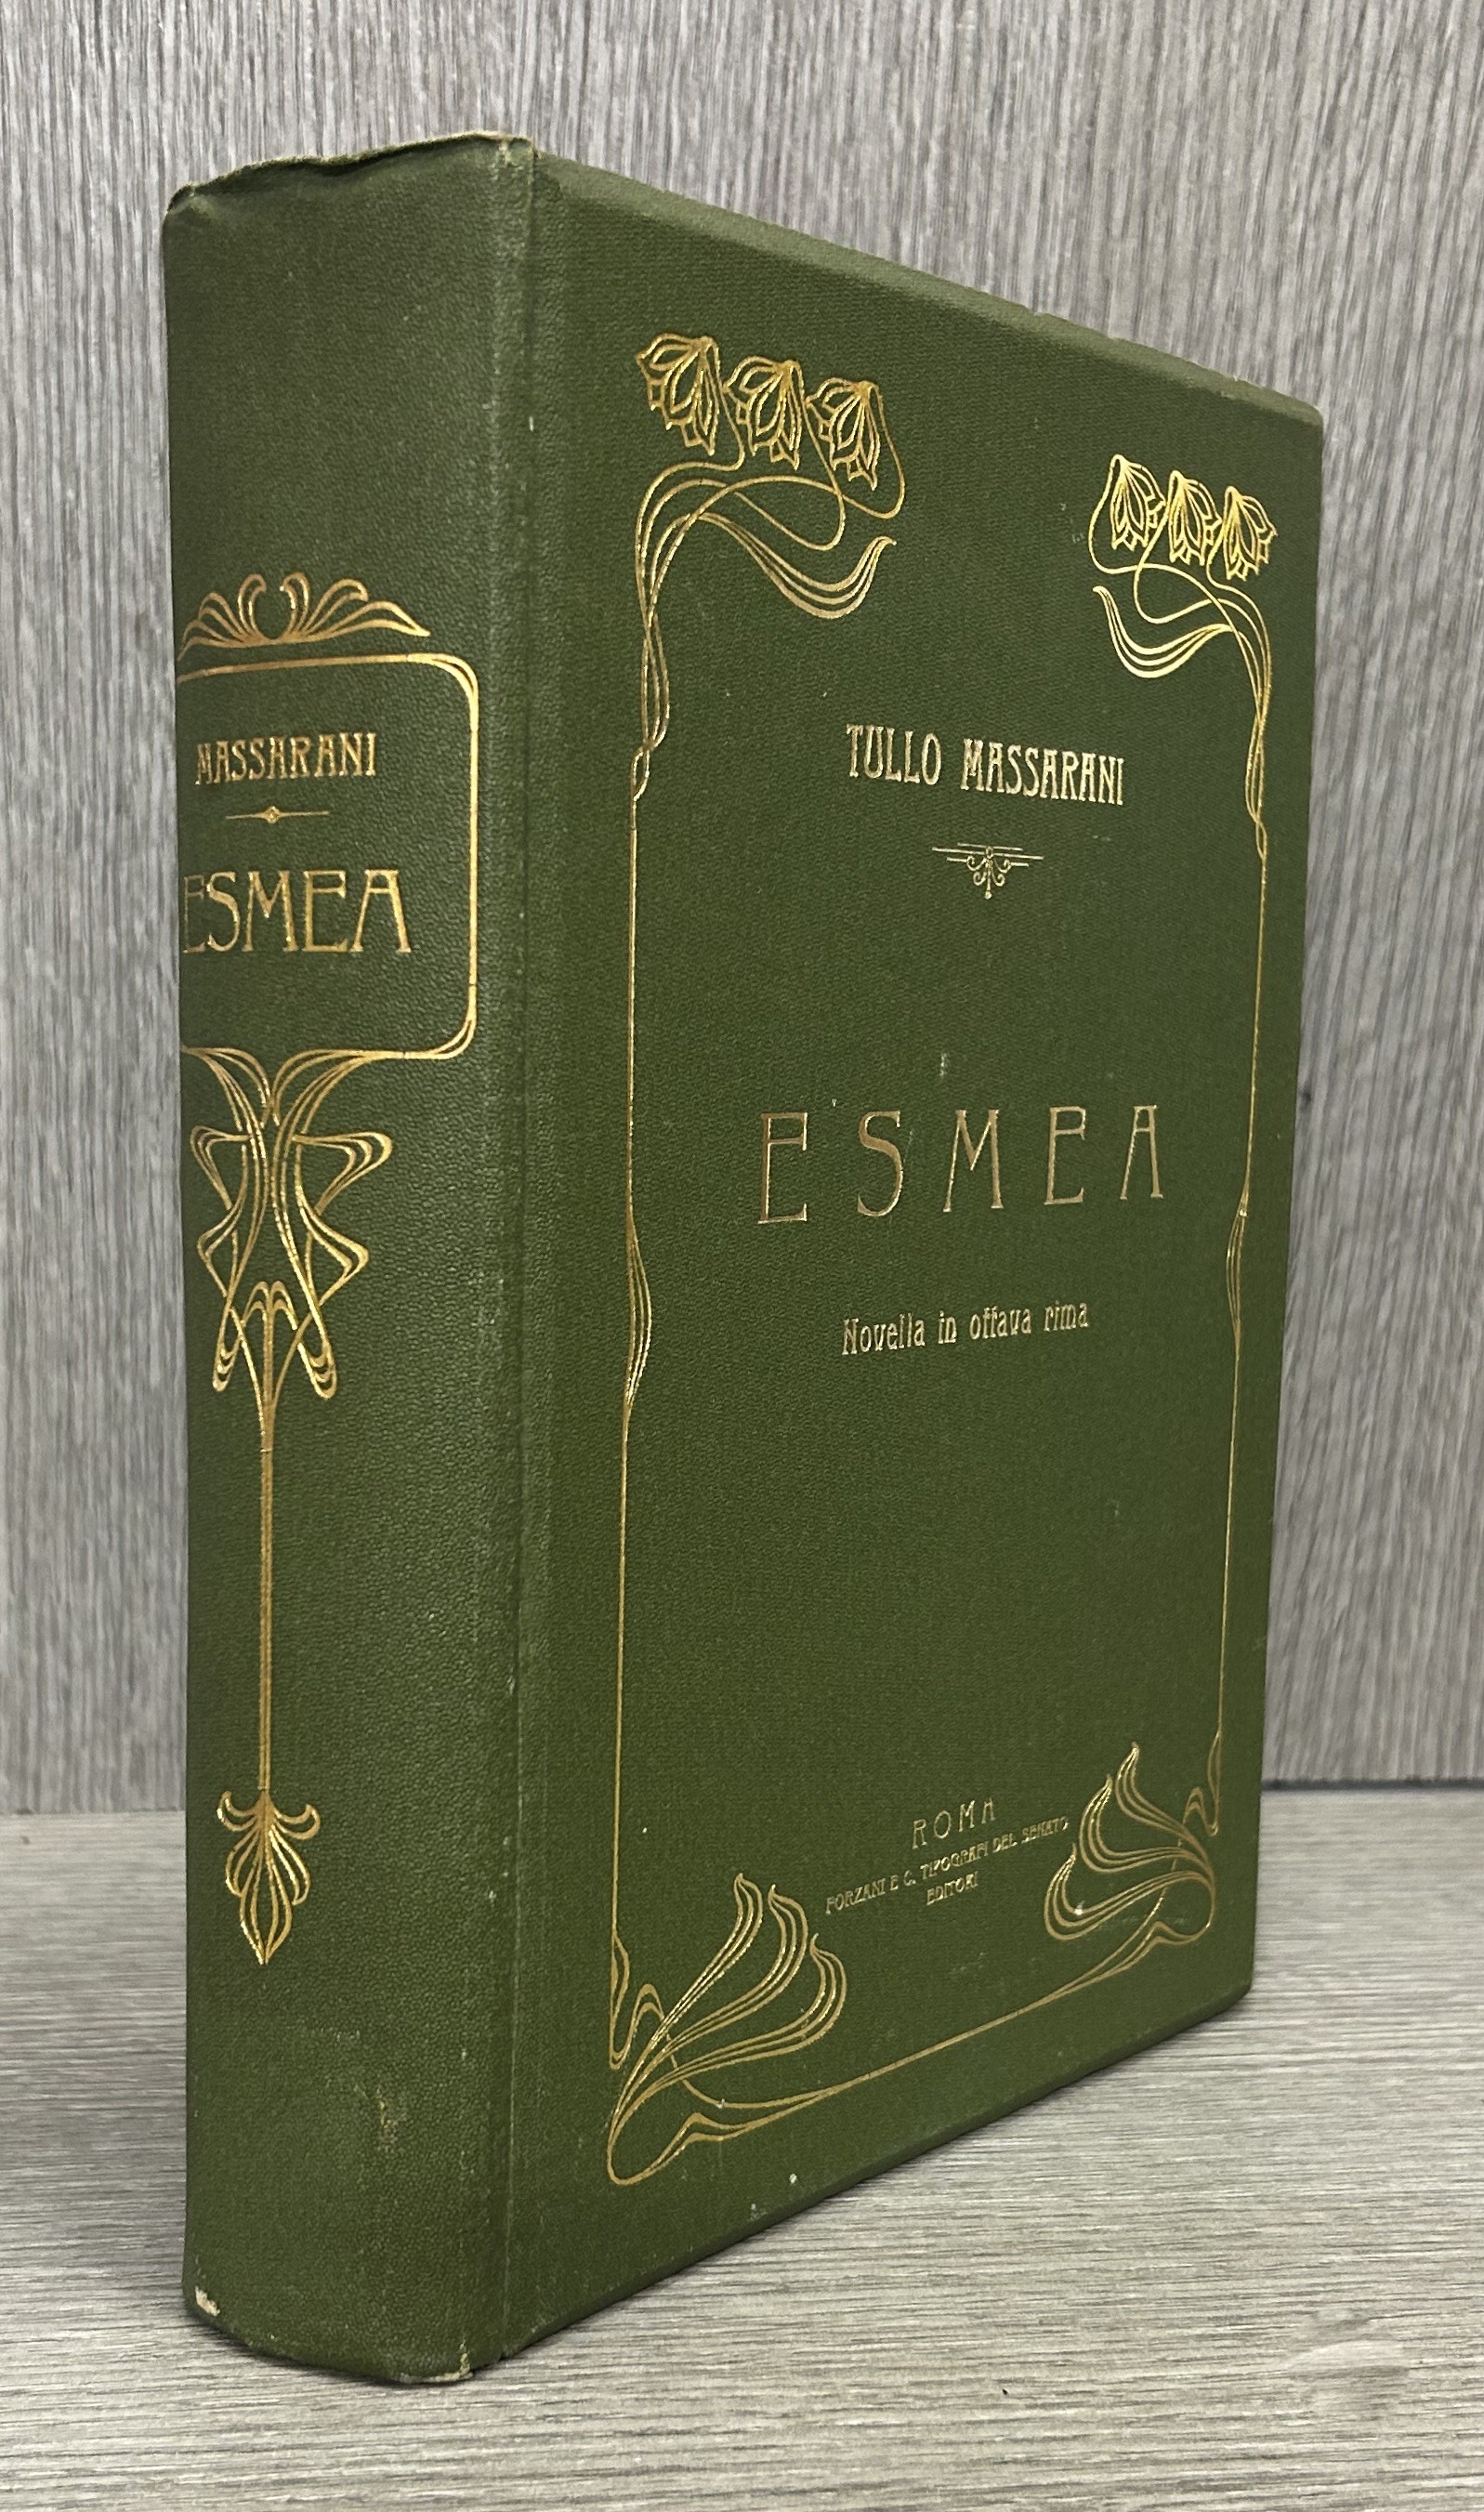 MASSARANI
ESMEA
TULLO MASSARANI
ESMEA
Novella in ottava rima
ROMA
FORZANI E C. TIPOGRAFI DEL SENATO
EDITORI